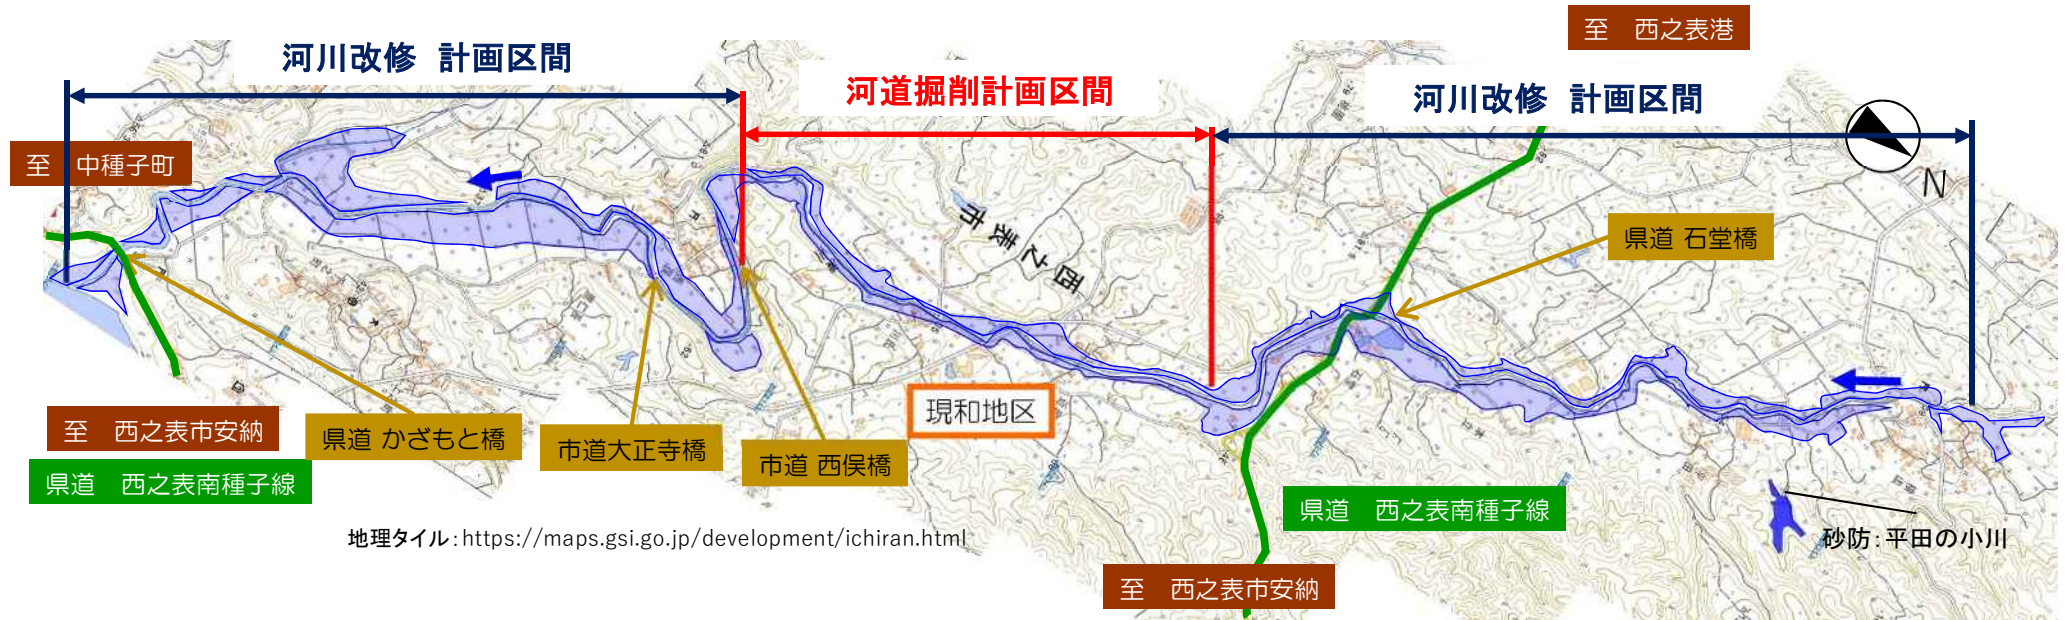 至　西之表港
河川改修 計画区間
河道掘削計画区間
河川改修 計画区間
至　中種子町
N
西之表市
県道 石堂橋
現和地区
至　西之表市安納
県道 かざもと橋
市道大正寺橋
市道 西俣橋
県道　西之表南種子線
県道　西之表南種子線
地理タイル：https://maps.gsi.go.jp/development/ichiran.html
砂防：平田の小川
至　西之表市安納